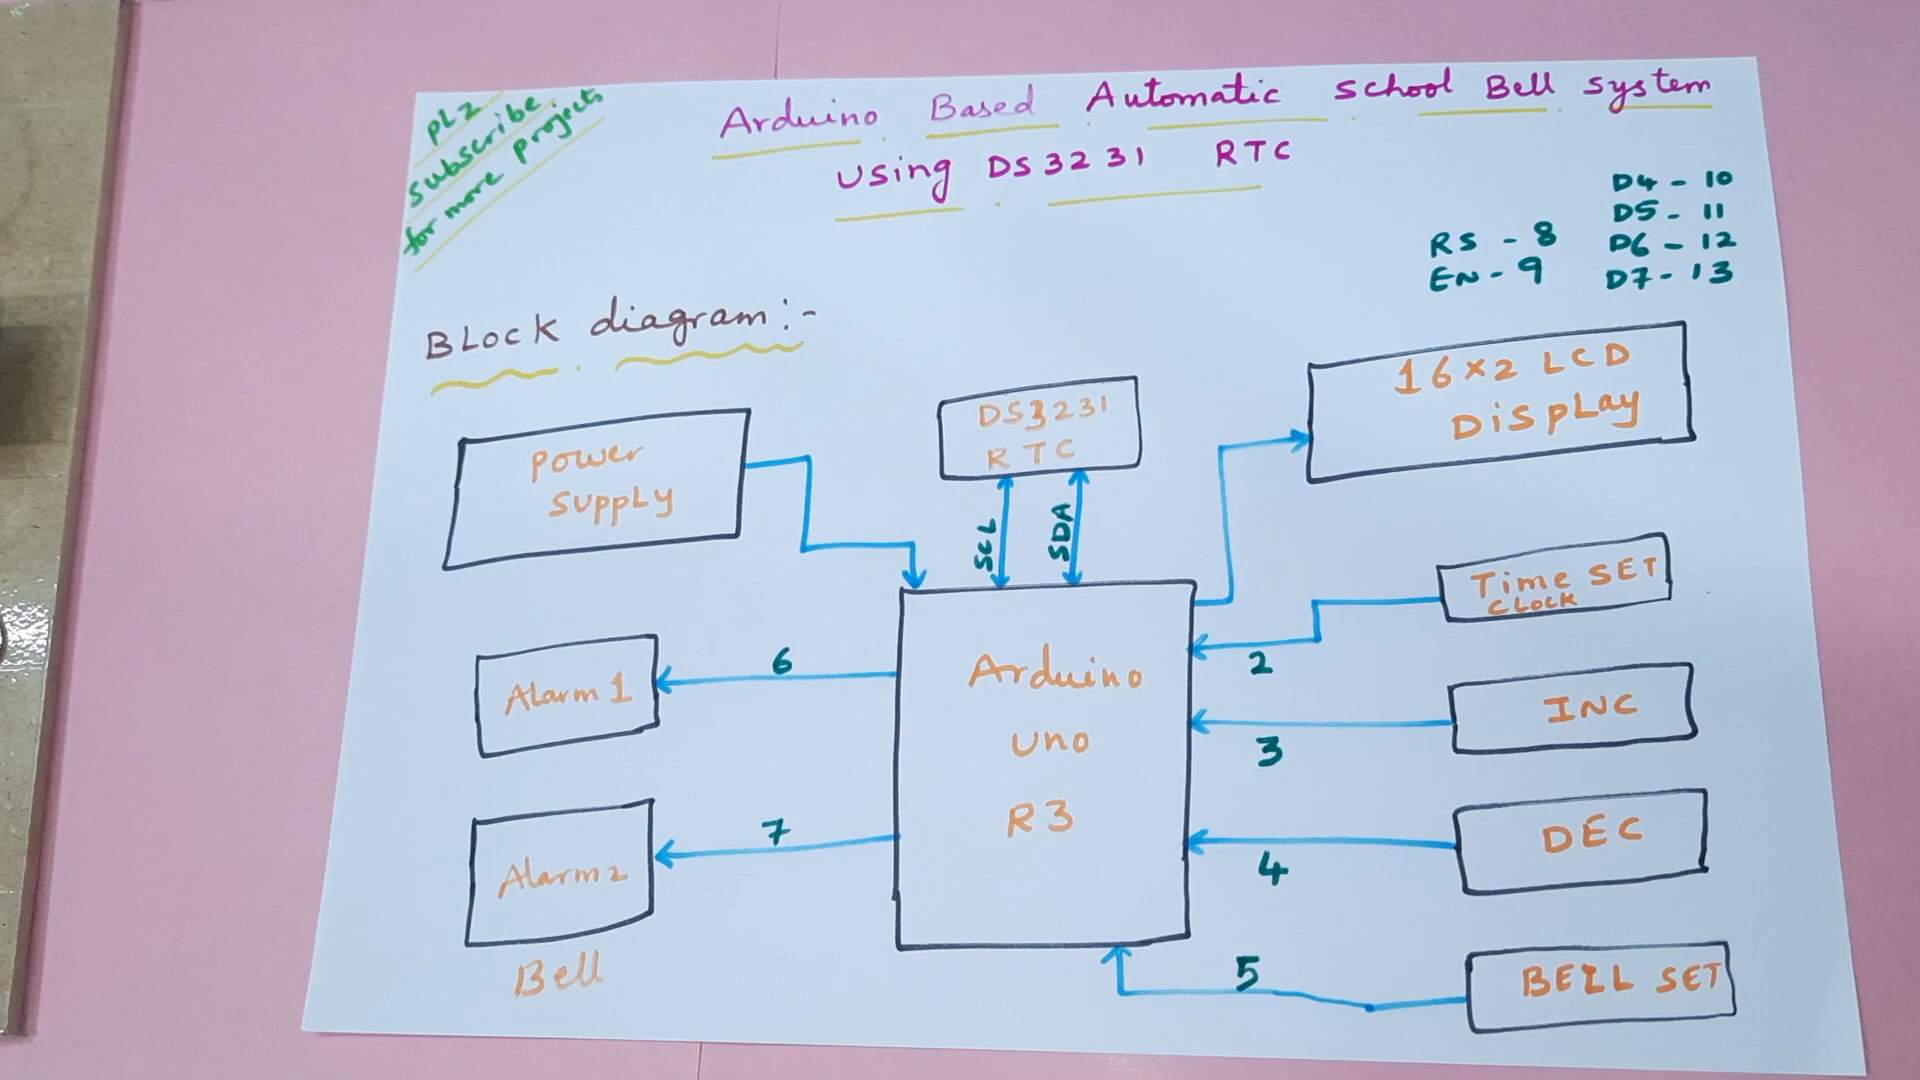 PLZ
subscribe
for more projects
Arduino Based Automatic school Bell system
using DS3231 RTC
RS - 8
EN - 9
D4 - 10
D5 - 11
D6 - 12
D7 - 13
BLock diagram:-
power
supply
DS3231
RTC
16x2 LCD
Display
SCL
SDA
Time SET
CLOCK
2
Alarm 1
6
Arduino
uno
R3
INC
3
Alarm 2
7
DEC
4
Bell
BELL SET
5